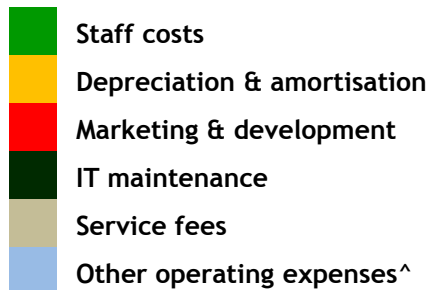 Staff costs
Depreciation & amortisation
Marketing & development
IT maintenance
Service fees
Other operating expenses^